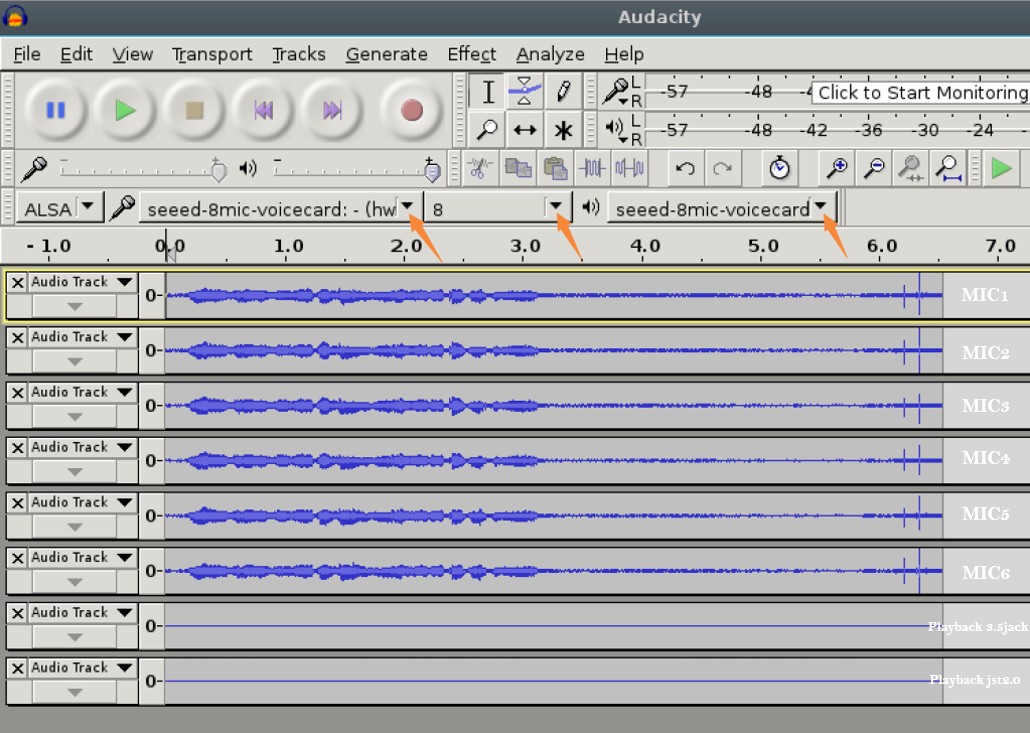 Audacity
File Edit View Transport Tracks Generate Effect Analyze Help
L
R
-57 -48 -4 Click to Start Monitoring
L
R
-57 -48 -42 -36 -30 -24
ALSA seeed-8mic-voicecard: - (hw 8 seeed-8mic-voicecard
- 1.0 0.0 1.0 2.0 3.0 4.0 5.0 6.0 7.0
Audio Track 0- MIC1
Audio Track 0- MIC2
Audio Track 0- MIC3
Audio Track 0- MIC4
Audio Track 0- MIC5
Audio Track 0- MIC6
Audio Track 0- Playback 3.5jack
Audio Track 0- Playback jst2.0